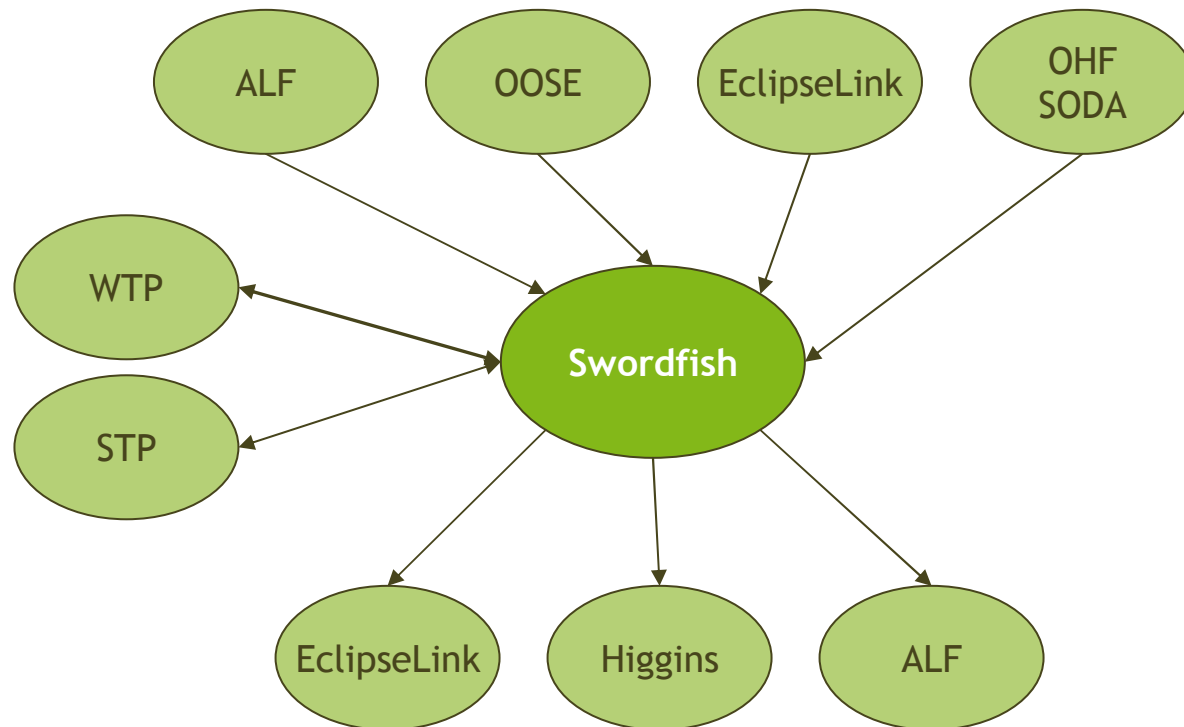 ALF
OOSE
EclipseLink
OHF
SODA
WTP
Swordfish
STP
EclipseLink
Higgins
ALF